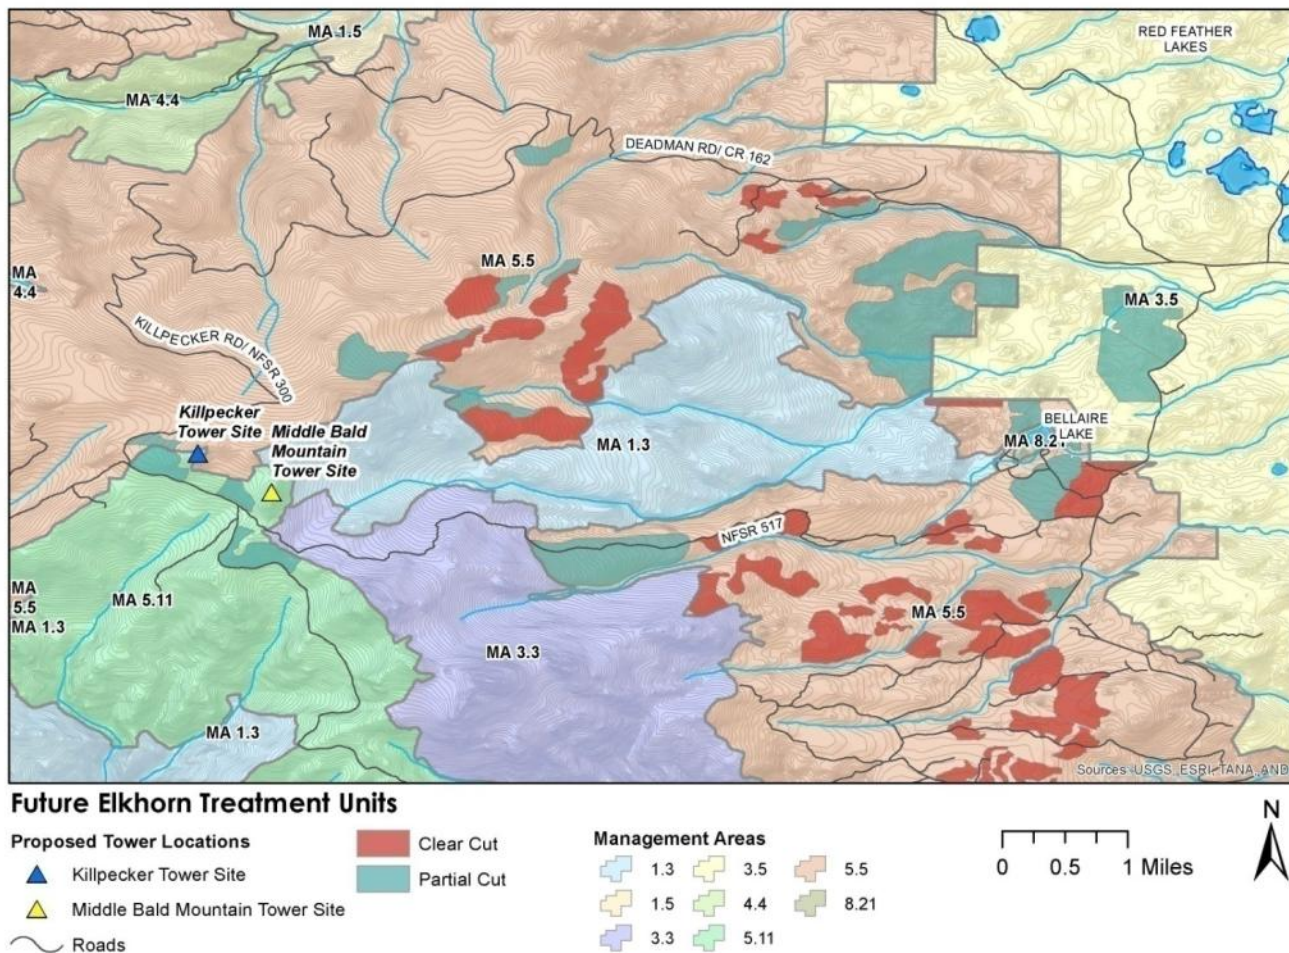 MA 1.5
RED FEATHER
LAKES
MA 4.4
DEADMAN RD/ CR 162
MA
4.4
MA 5.5
MA 3.5
KILLPECKER RD/ NFSR 300
Killpecker
Tower Site
Middle Bald
Mountain
Tower Site
BELLAIRE
LAKE
MA 8.21
MA 1.3
NFSR 517
MA
5.5
MA 1.3
MA 5.11
MA 5.5
MA 3.3
MA 1.3
Sources: USGS, ESRI, TANA, AND
Future Elkhorn Treatment Units
Proposed Tower Locations
Killpecker Tower Site
Middle Bald Mountain Tower Site
Roads
Clear Cut
Partial Cut
Management Areas
1.3
3.5
5.5
1.5
4.4
8.21
3.3
5.11
0 0.5 1 Miles
N